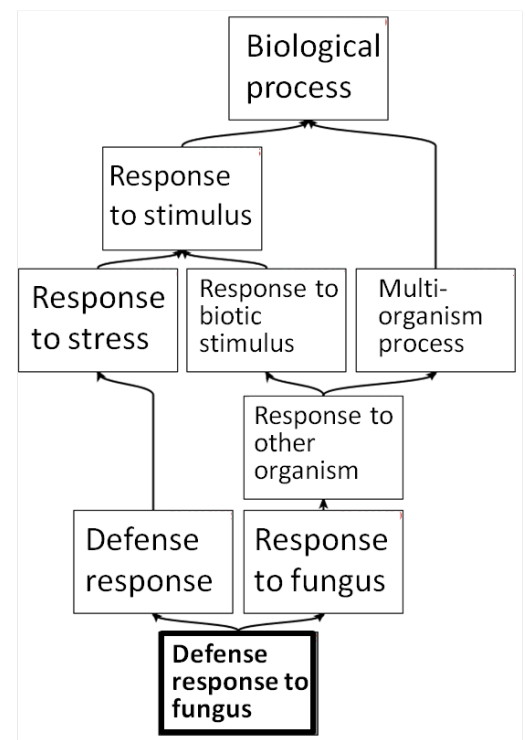 Biological
process
Response
to stimulus
Response
to stress
Response to
biotic
stimulus
Multi-
organism
process
Response to
other
organism
Defense
response
Response
to fungus
Defense
response to
fungus